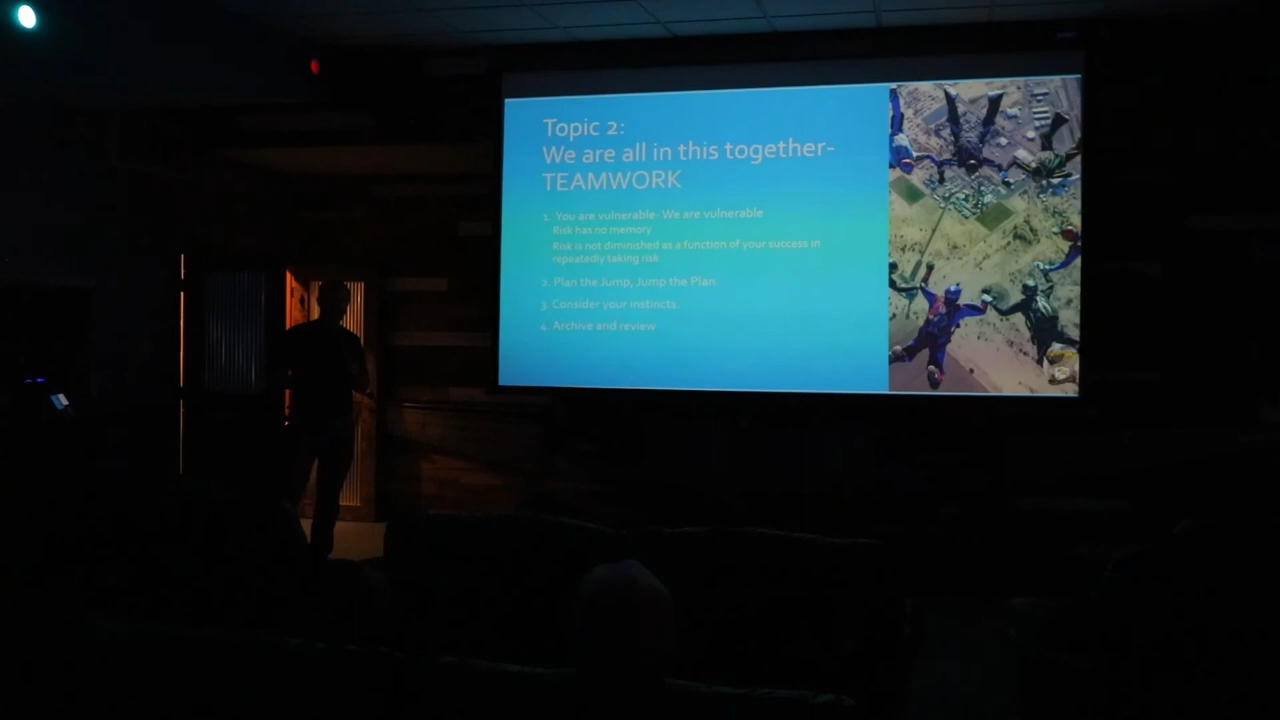 Topic 2:
We are all in this together-
TEAMWORK
1. You are vulnerable- We are vulnerable
Risk has no memory
Risk is not diminished as a function of your success in
repeatedly taking risk
2. Plan the Jump, Jump the Plan.
3. Consider your instincts.
4. Archive and review